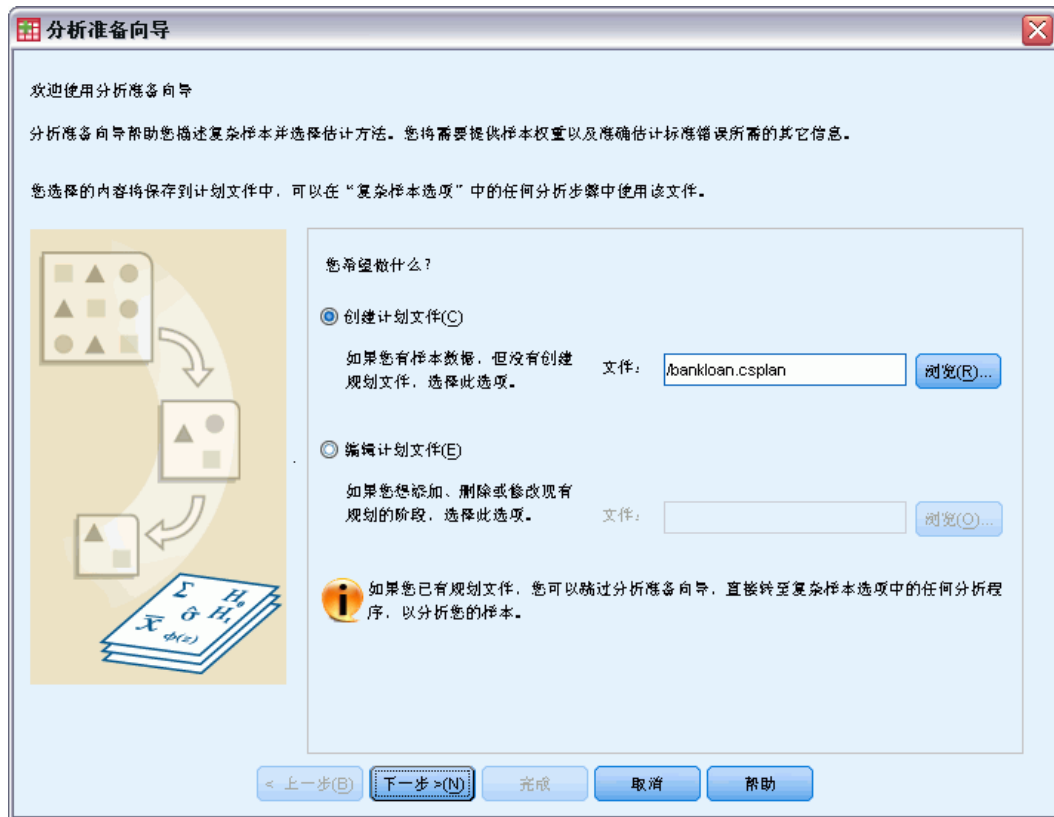 分析准备向导
欢迎使用分析准备向导
分析准备向导帮助您描述复杂样本并选择估计方法。您将需要提供样本权重以及准确估计标准错误所需的其它信息。
您选择的内容将保存到计划文件中，可以在“复杂样本选项”中的任何分析步骤中使用该文件。
您希望做什么？
创建计划文件(C)
如果您有样本数据，但没有创建
规划文件，选择此选项。
文件：
/bankloan.csplan
浏览(R)...
编辑计划文件(E)
如果您想添加、删除或修改现有
规划的阶段，选择此选项。
文件：
浏览(O)...
如果您已有规划文件，您可以跳过分析准备向导，直接转至复杂样本选项中的任何分析程
序，以分析您的样本。
Σ H₀
x̄ σ̂ H₁
ϕ(z)
< 上一步(B)
下一步 >(N)
完成
取消
帮助